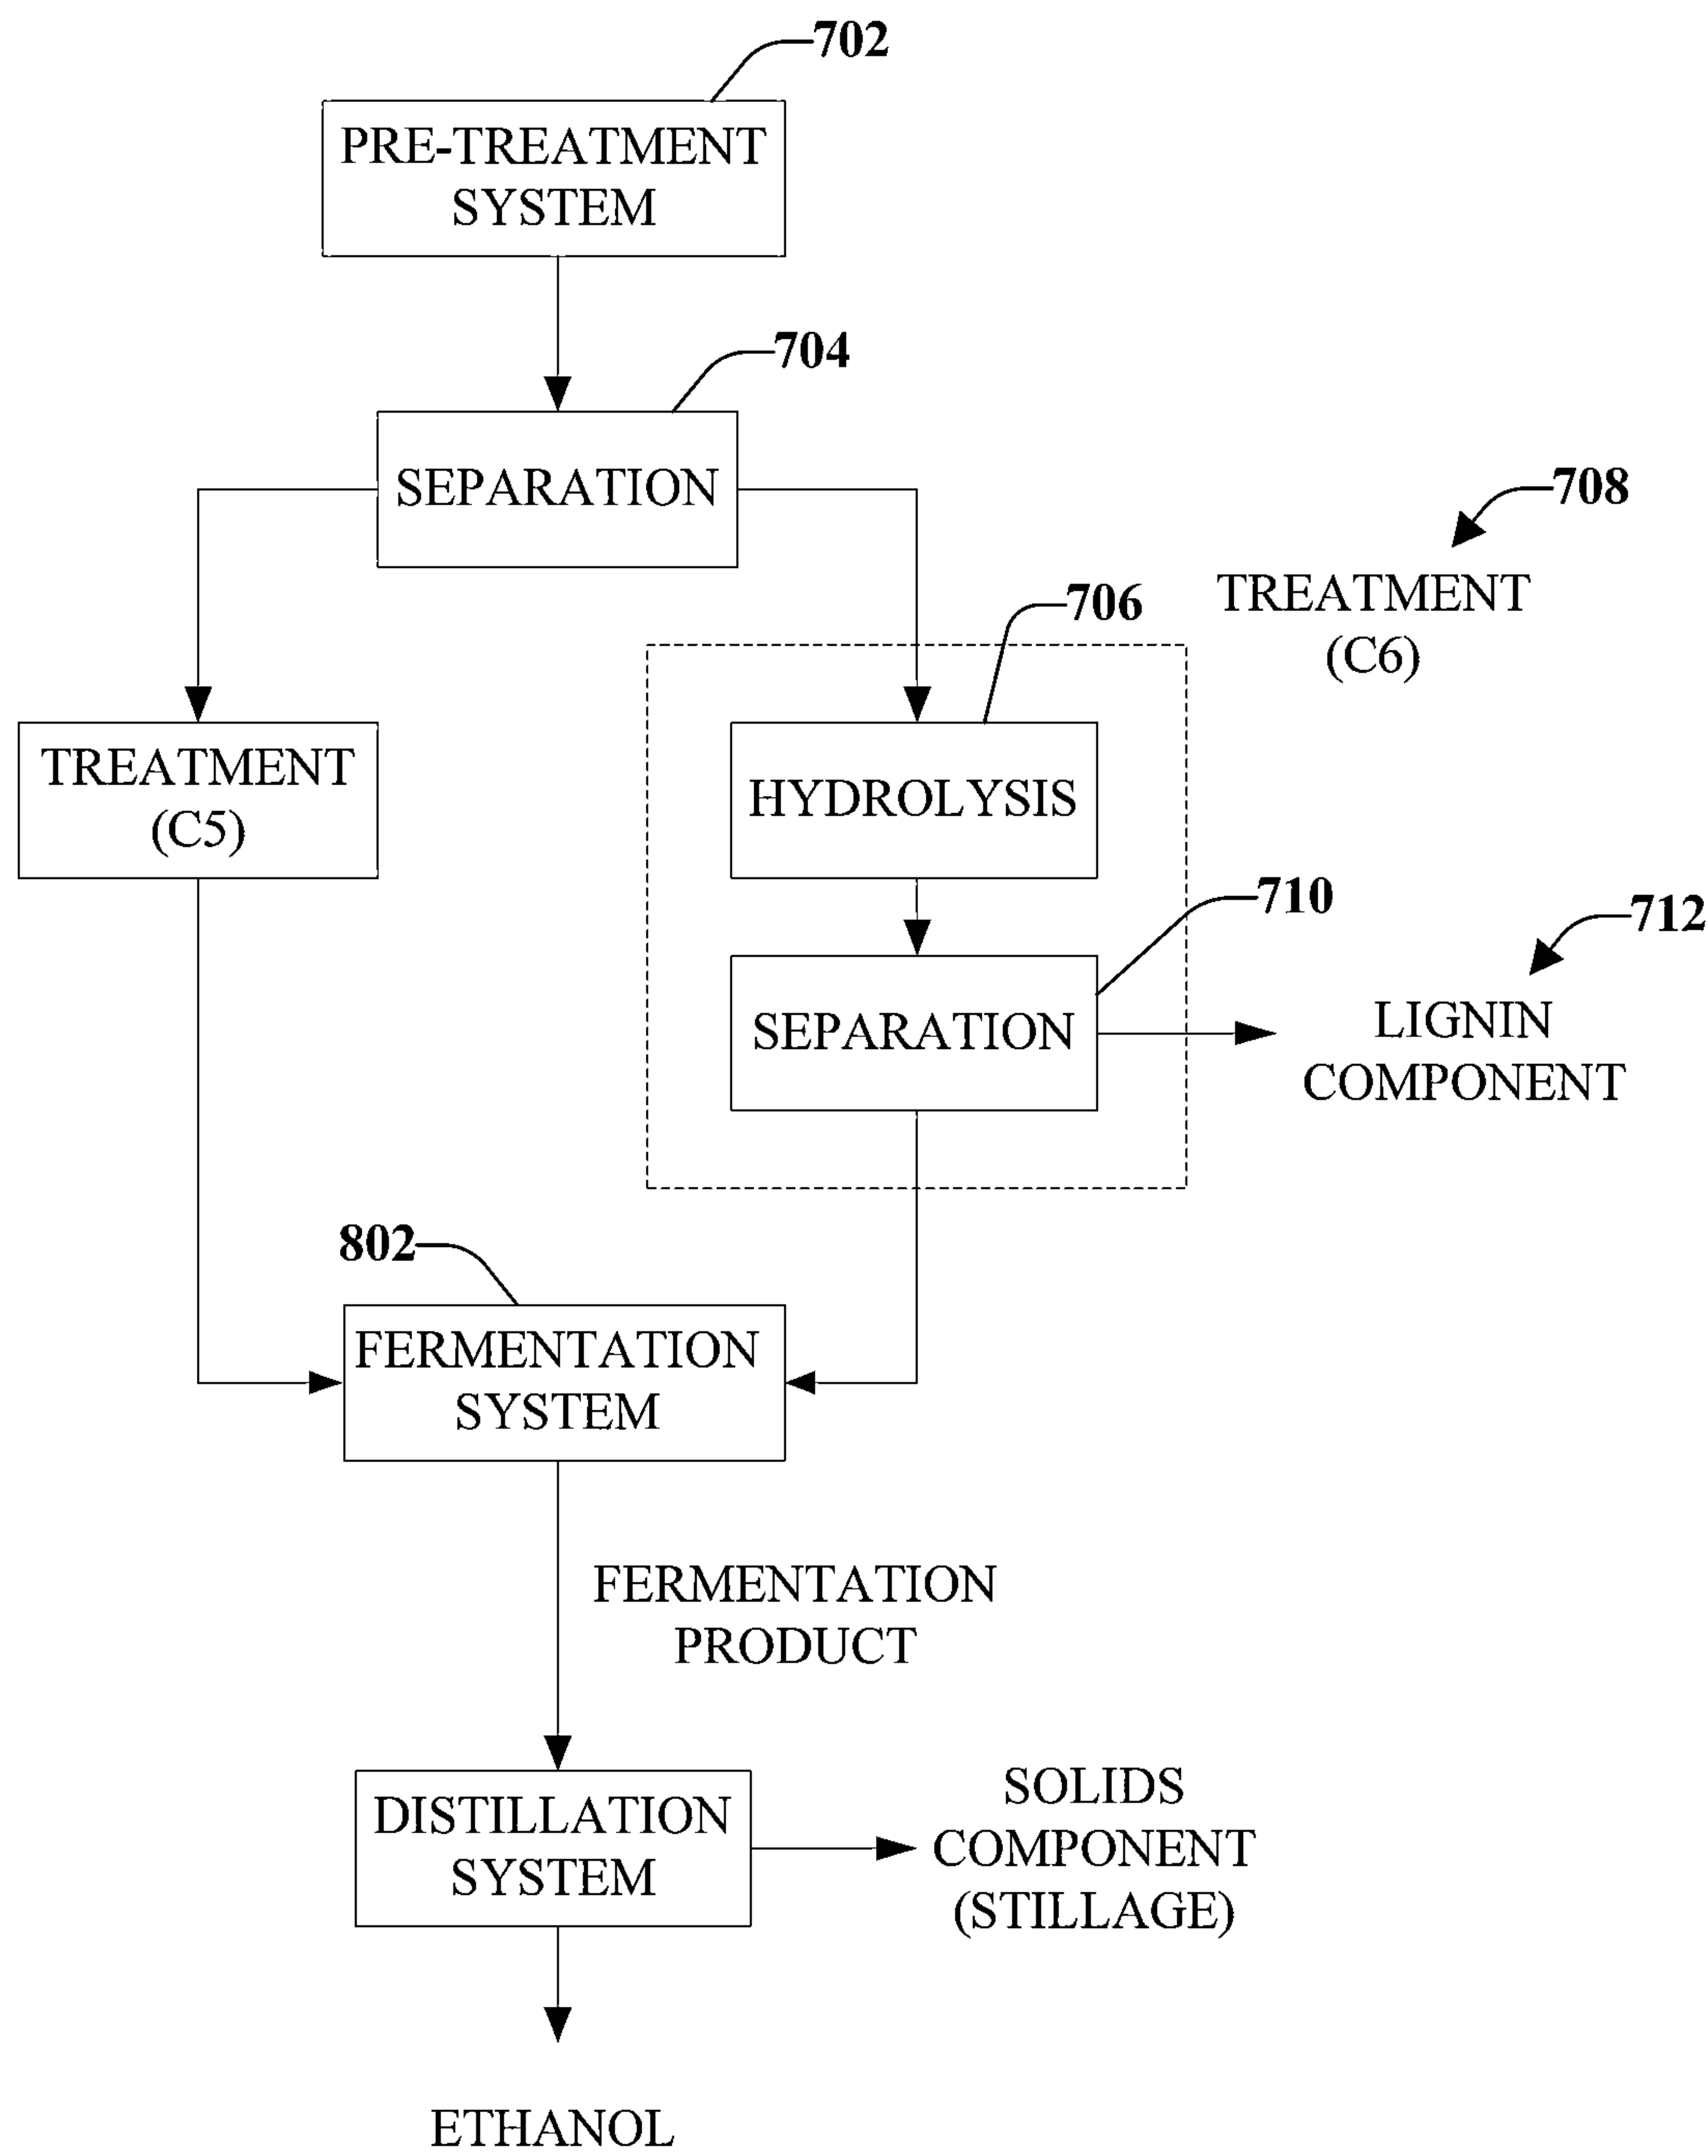 702
PRE-TREATMENT
SYSTEM
704
SEPARATION
708
TREATMENT
(C6)
706
TREATMENT
(C5)
HYDROLYSIS
710
712
SEPARATION
LIGNIN
COMPONENT
802
FERMENTATION
SYSTEM
FERMENTATION
PRODUCT
DISTILLATION
SYSTEM
SOLIDS
COMPONENT
(STILLAGE)
ETHANOL